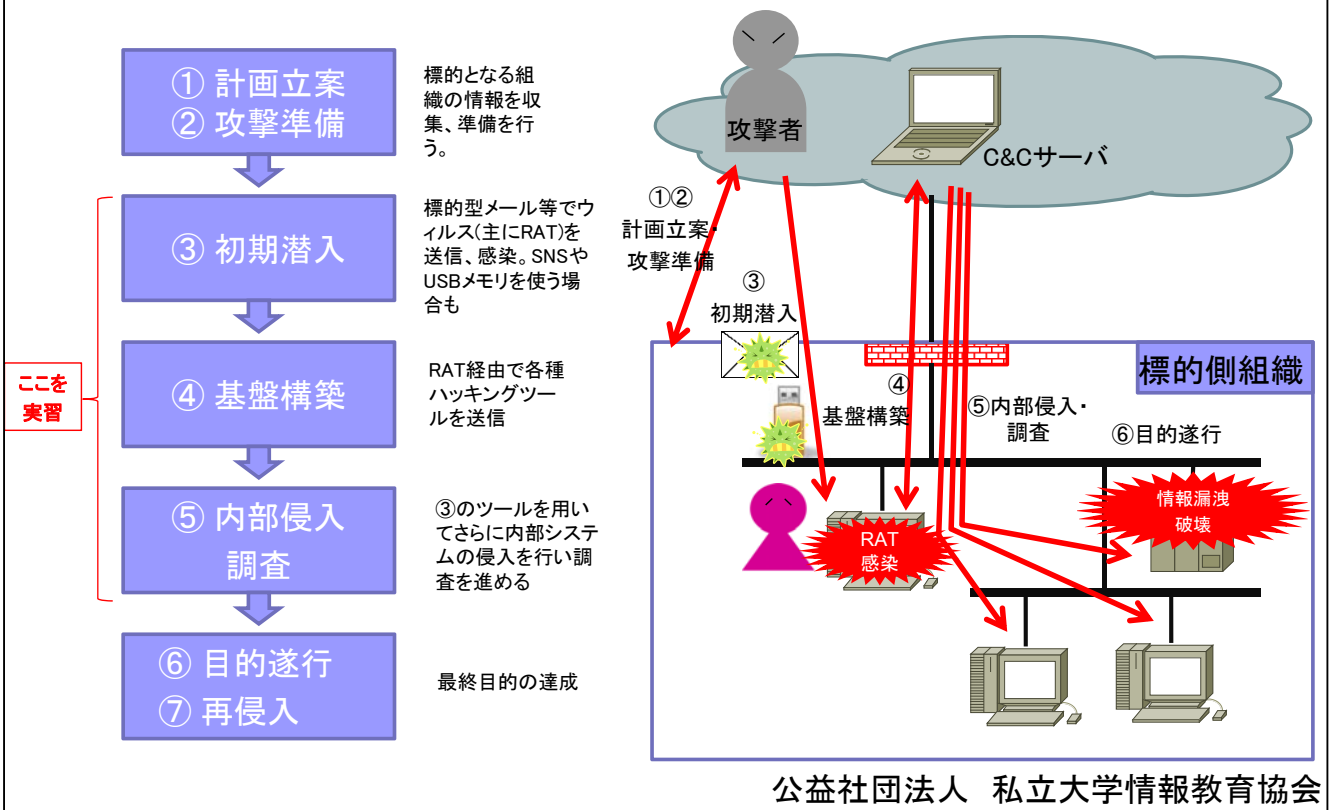 ① 計画立案
② 攻撃準備
標的となる組
織の情報を収
集、準備を行
う。
③ 初期潜入
標的型メール等でウ
ィルス(主にRAT)を
送信、感染。SNSや
USBメモリを使う場
合も
ここを
実習
④ 基盤構築
RAT経由で各種
ハッキングツー
ルを送信
⑤ 内部侵入
調査
③のツールを用い
てさらに内部システ
ムの侵入を行い調
査を進める
⑥ 目的遂行
⑦ 再侵入
最終目的の達成
攻撃者
C&Cサーバ
①②
計画立案・
攻撃準備
③
初期潜入
標的側組織
④
基盤構築
⑤内部侵入・
調査
⑥目的遂行
RAT
感染
情報漏洩
破壊
公益社団法人 私立大学情報教育協会